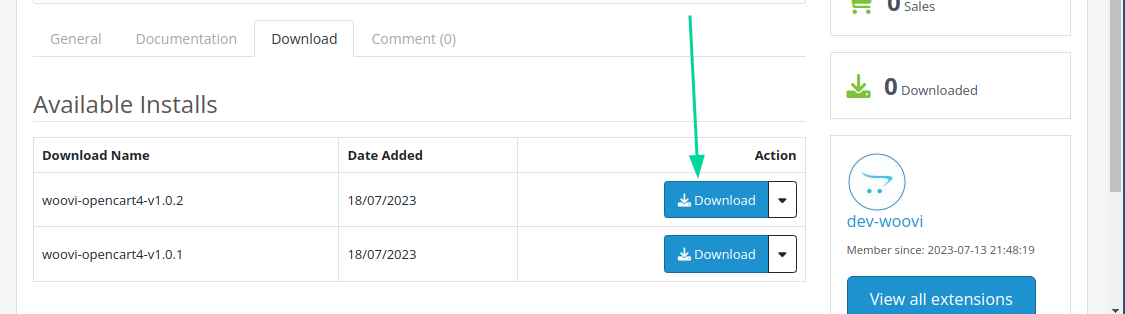 General Documentation Download Comment (0)
Available Installs
Download Name Date Added Action
woovi-opencart4-v1.0.2 18/07/2023 Download
woovi-opencart4-v1.0.1 18/07/2023 Download
0 Sales
0 Downloaded
dev-woovi
Member since: 2023-07-13 21:48:19
View all extensions